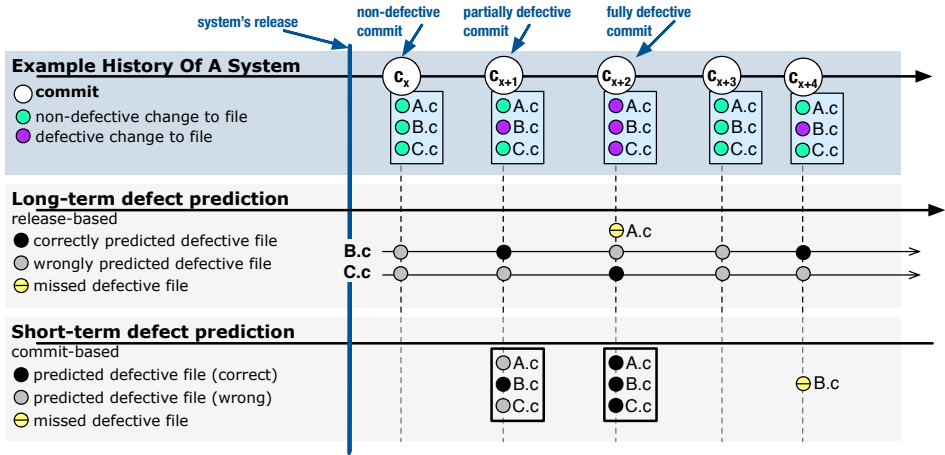 system's release
non-defective
commit
partially defective
commit
fully defective
commit
Example History Of A System
commit
non-defective change to file
defective change to file
Cx
Cx+1
Cx+2
Cx+3
Cx+4
A.c
B.c
C.c
A.c
B.c
C.c
A.c
B.c
C.c
A.c
B.c
C.c
A.c
B.c
C.c
Long-term defect prediction
release-based
correctly predicted defective file
wrongly predicted defective file
missed defective file
A.c
B.c
C.c
Short-term defect prediction
commit-based
predicted defective file (correct)
predicted defective file (wrong)
missed defective file
A.c
B.c
C.c
A.c
B.c
C.c
B.c